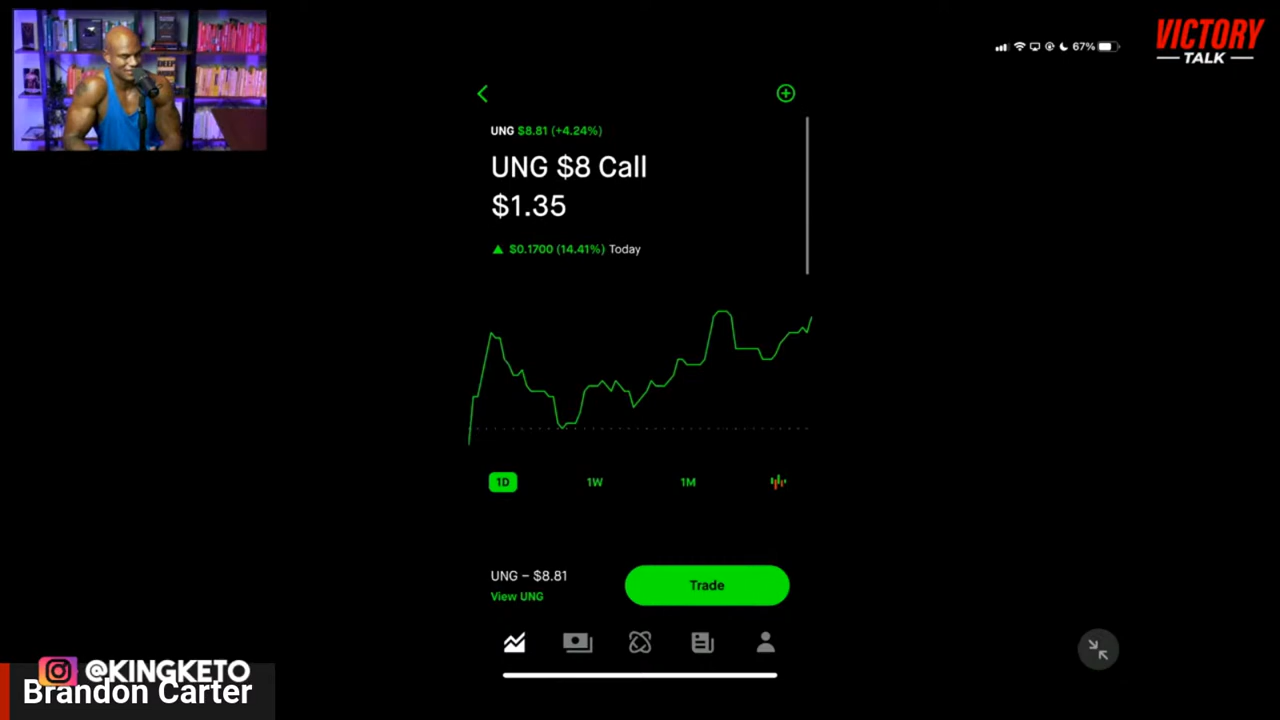 VICTORY
TALK
67%
UNG $8.81 (+4.24%)
UNG $8 Call
$1.35
▲ $0.1700 (14.41%) Today
1D
1W
1M
UNG – $8.81
View UNG
Trade
@KINGKETO
Brandon Carter